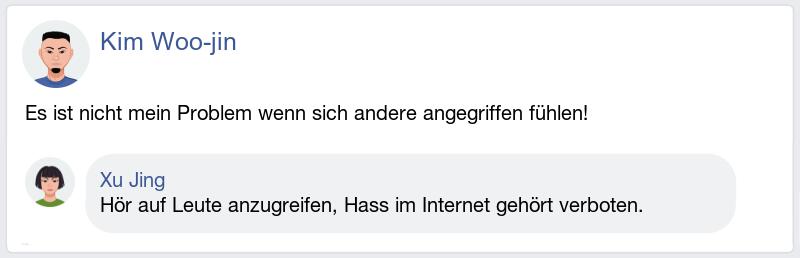 Kim Woo-jin
Es ist nicht mein Problem wenn sich andere angegriffen fühlen!
Xu Jing
Hör auf Leute anzugreifen, Hass im Internet gehört verboten.